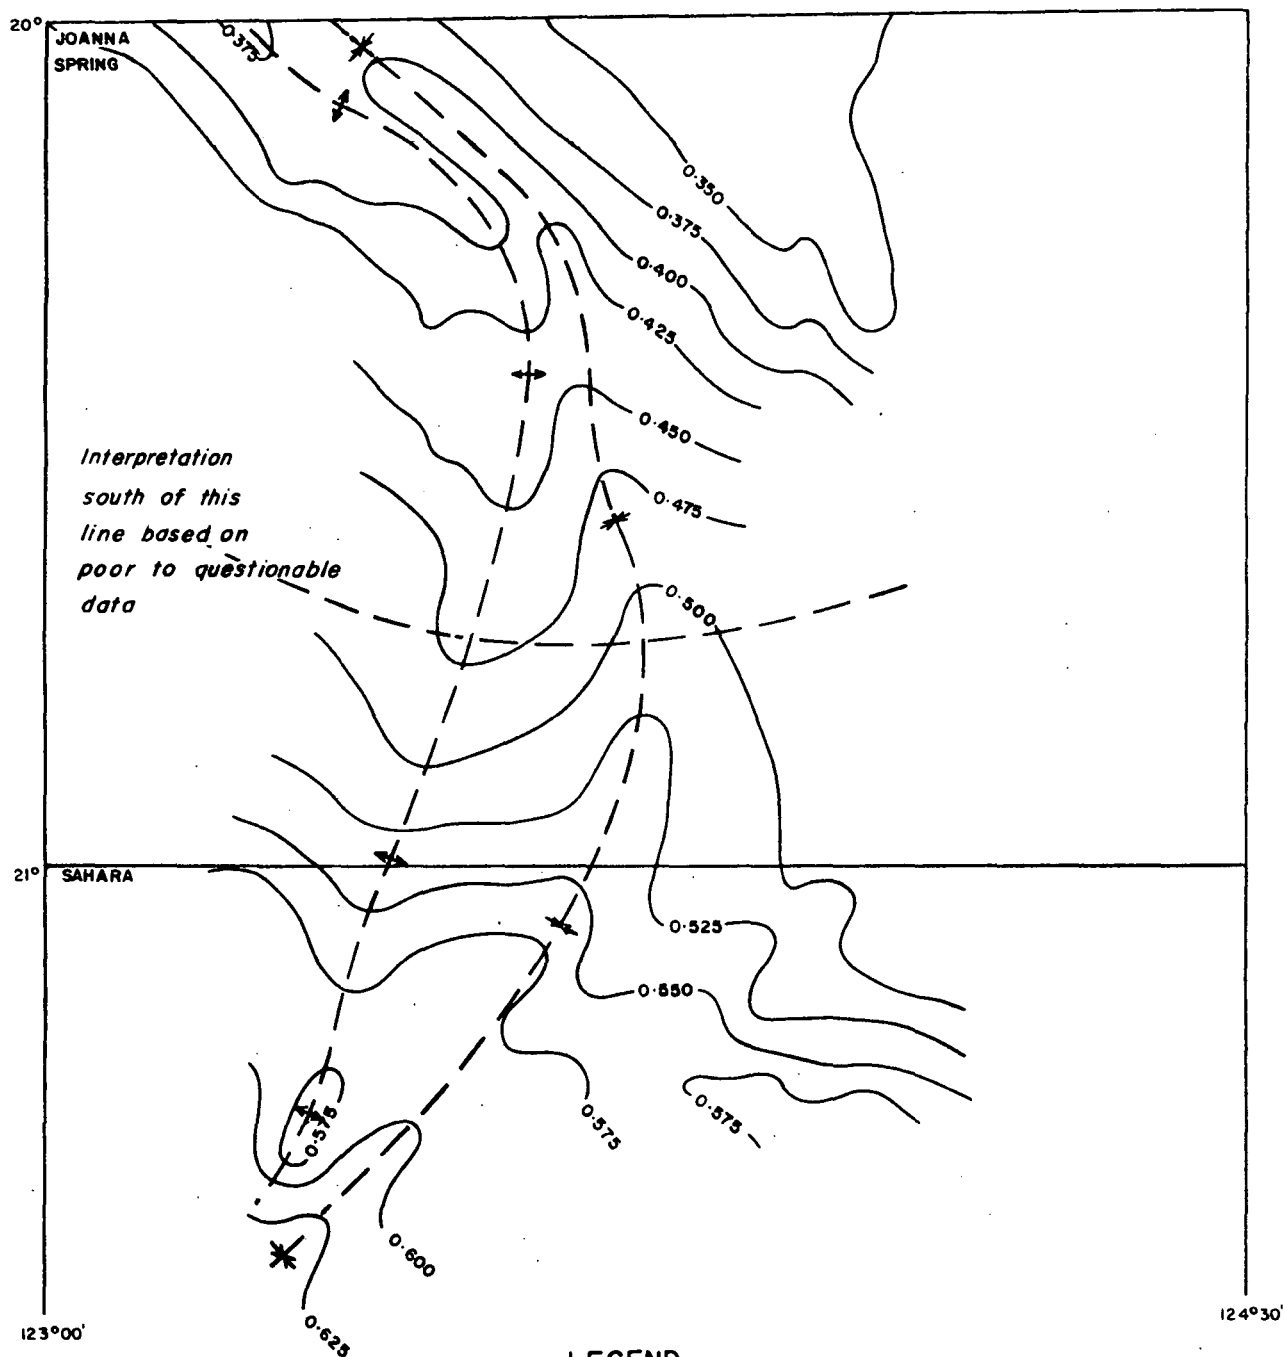 20°
JOANNA
SPRING
0·375
0·350
0·375
0·400
0·425
0·450
Interpretation
south of this
line based on
poor to questionable
data
0·475
0·500
21°
SAHARA
0·525
0·550
0·575
0·575
0·575
0·600
0·625
123°00'
124°30'
LEGEND